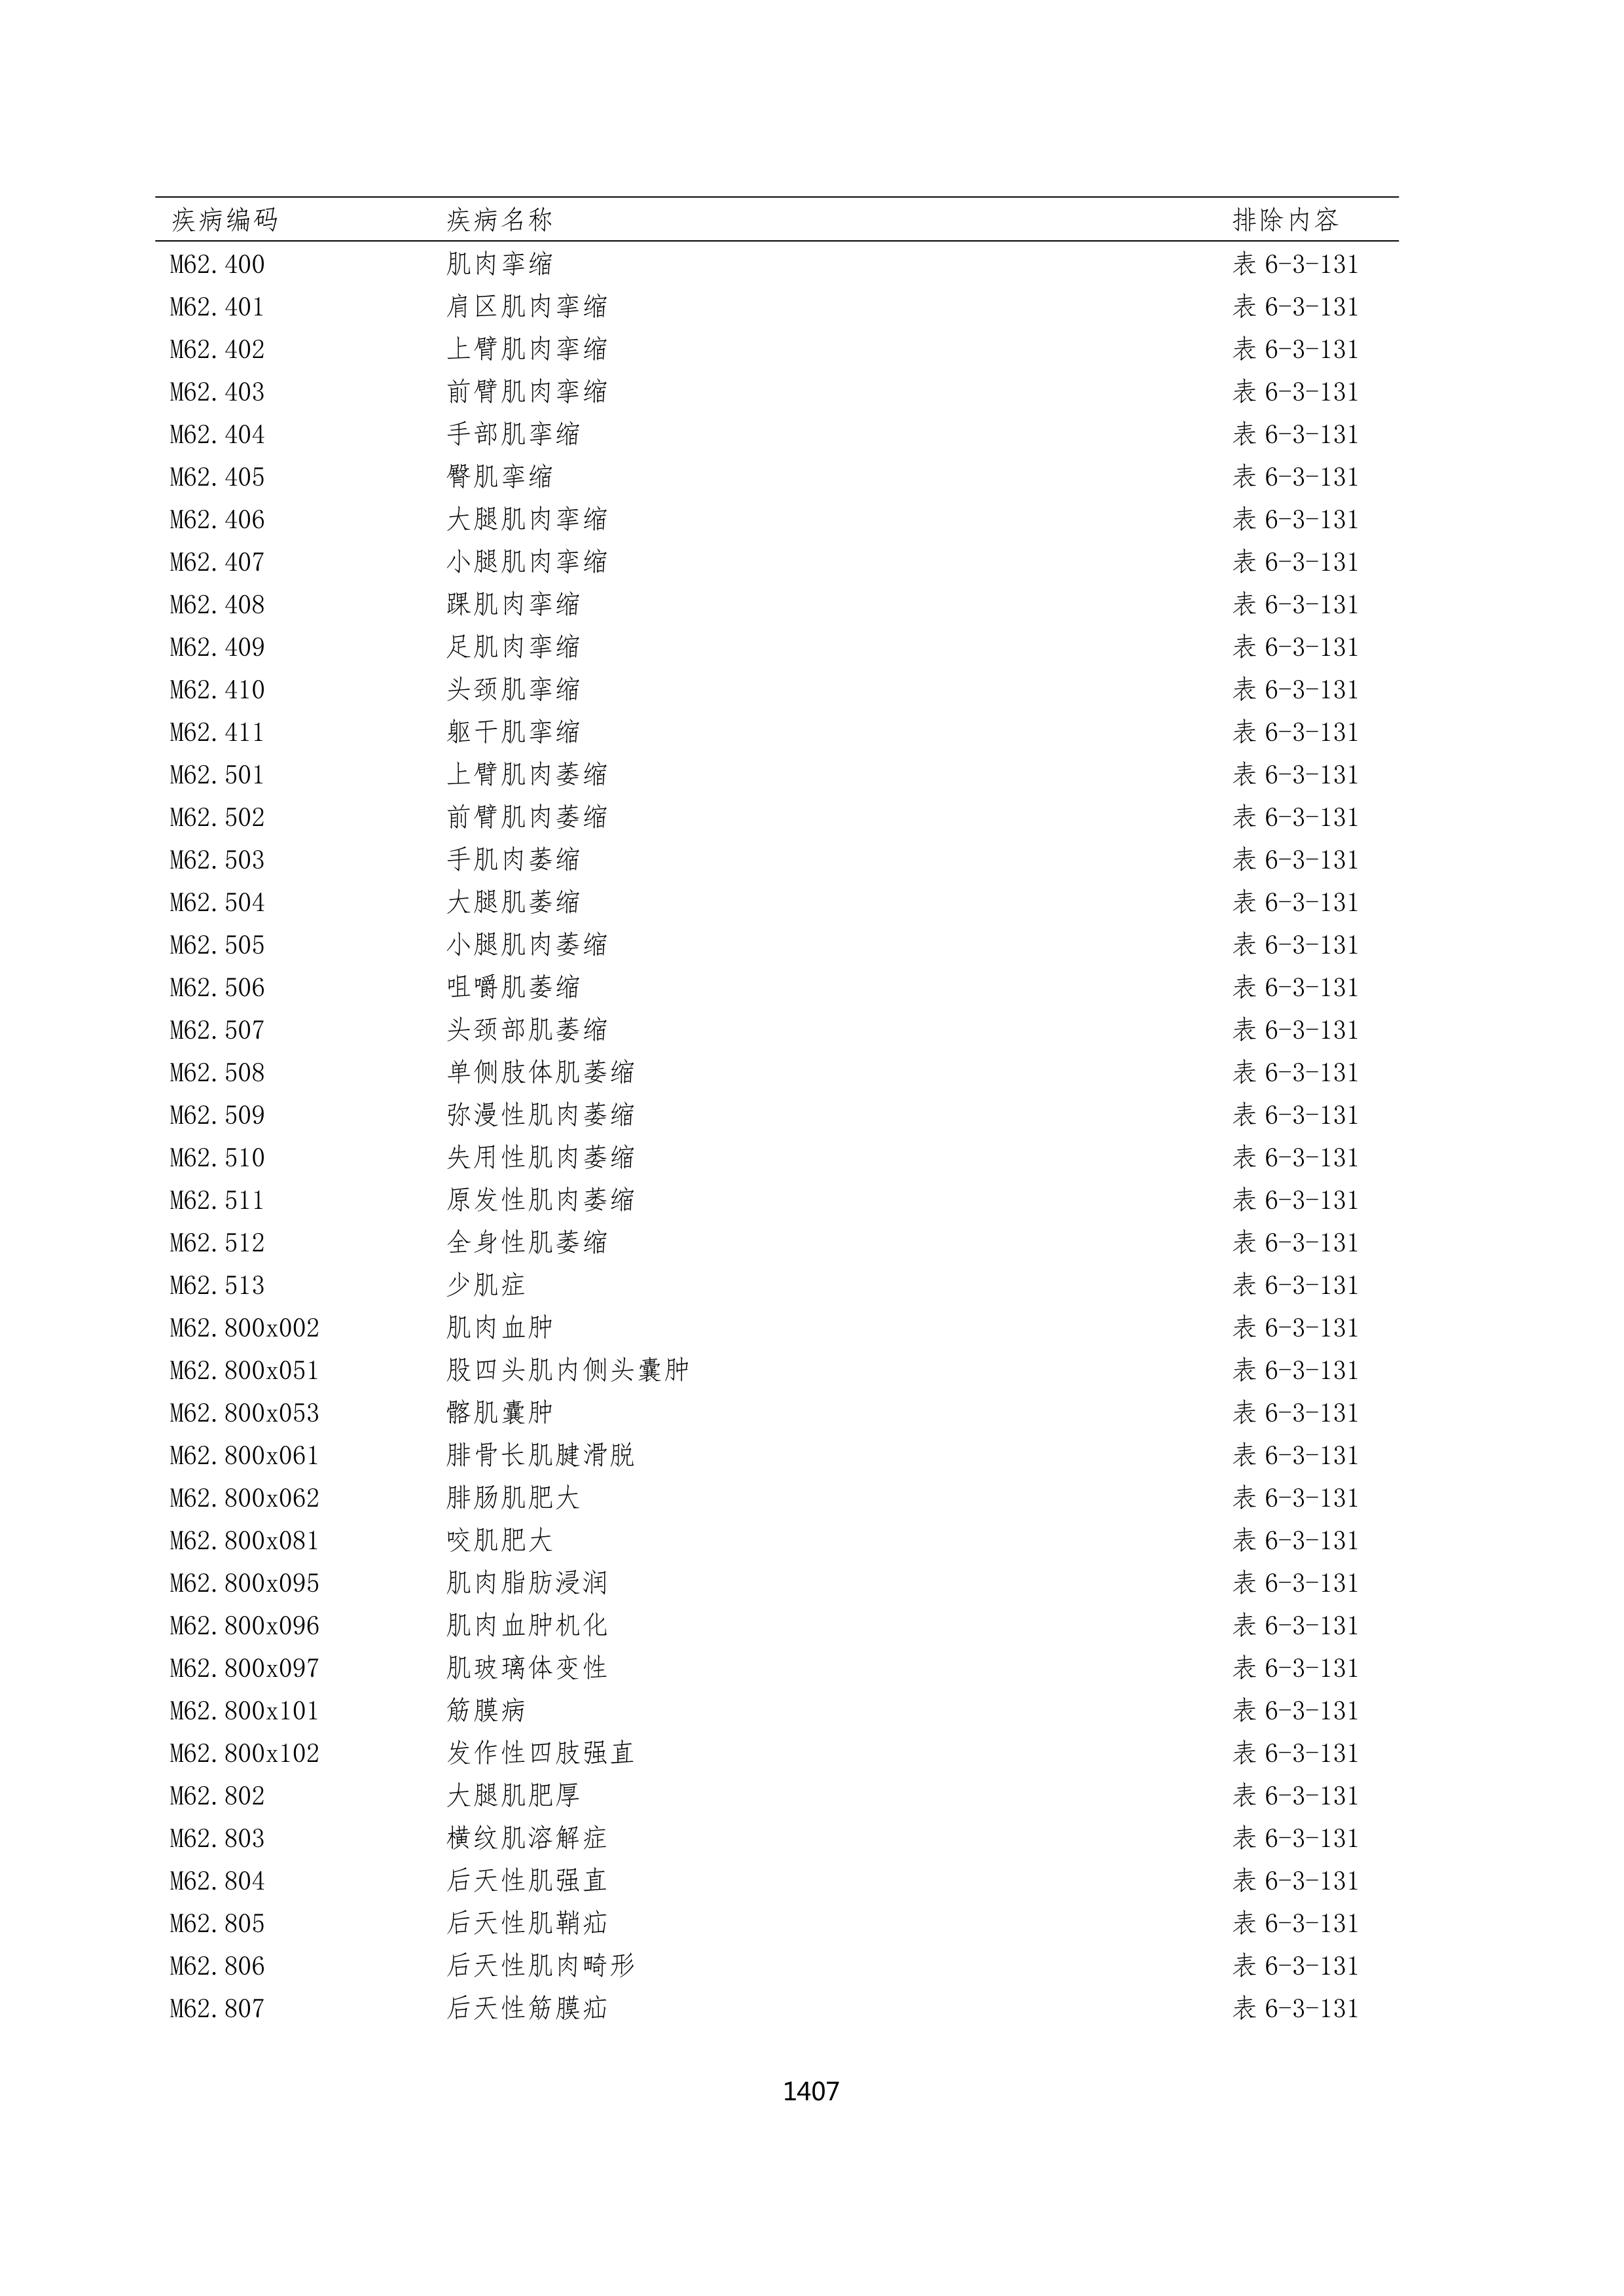 疾病编码 疾病名称 排除内容
M62.400 肌肉挛缩 表 6-3-131
M62.401 肩区肌肉挛缩 表 6-3-131
M62.402 上臂肌肉挛缩 表 6-3-131
M62.403 前臂肌肉挛缩 表 6-3-131
M62.404 手部肌挛缩 表 6-3-131
M62.405 臀肌挛缩 表 6-3-131
M62.406 大腿肌肉挛缩 表 6-3-131
M62.407 小腿肌肉挛缩 表 6-3-131
M62.408 踝肌肉挛缩 表 6-3-131
M62.409 足肌肉挛缩 表 6-3-131
M62.410 头颈肌挛缩 表 6-3-131
M62.411 躯干肌挛缩 表 6-3-131
M62.501 上臂肌肉萎缩 表 6-3-131
M62.502 前臂肌肉萎缩 表 6-3-131
M62.503 手肌肉萎缩 表 6-3-131
M62.504 大腿肌萎缩 表 6-3-131
M62.505 小腿肌肉萎缩 表 6-3-131
M62.506 咀嚼肌萎缩 表 6-3-131
M62.507 头颈部肌萎缩 表 6-3-131
M62.508 单侧肢体肌萎缩 表 6-3-131
M62.509 弥漫性肌肉萎缩 表 6-3-131
M62.510 失用性肌肉萎缩 表 6-3-131
M62.511 原发性肌肉萎缩 表 6-3-131
M62.512 全身性肌萎缩 表 6-3-131
M62.513 少肌症 表 6-3-131
M62.800x002 肌肉血肿 表 6-3-131
M62.800x051 股四头肌内侧头囊肿 表 6-3-131
M62.800x053 髂肌囊肿 表 6-3-131
M62.800x061 腓骨长肌腱滑脱 表 6-3-131
M62.800x062 腓肠肌肥大 表 6-3-131
M62.800x081 咬肌肥大 表 6-3-131
M62.800x095 肌肉脂肪浸润 表 6-3-131
M62.800x096 肌肉血肿机化 表 6-3-131
M62.800x097 肌玻璃体变性 表 6-3-131
M62.800x101 筋膜病 表 6-3-131
M62.800x102 发作性四肢强直 表 6-3-131
M62.802 大腿肌肥厚 表 6-3-131
M62.803 横纹肌溶解症 表 6-3-131
M62.804 后天性肌强直 表 6-3-131
M62.805 后天性肌鞘疝 表 6-3-131
M62.806 后天性肌肉畸形 表 6-3-131
M62.807 后天性筋膜疝 表 6-3-131
1407